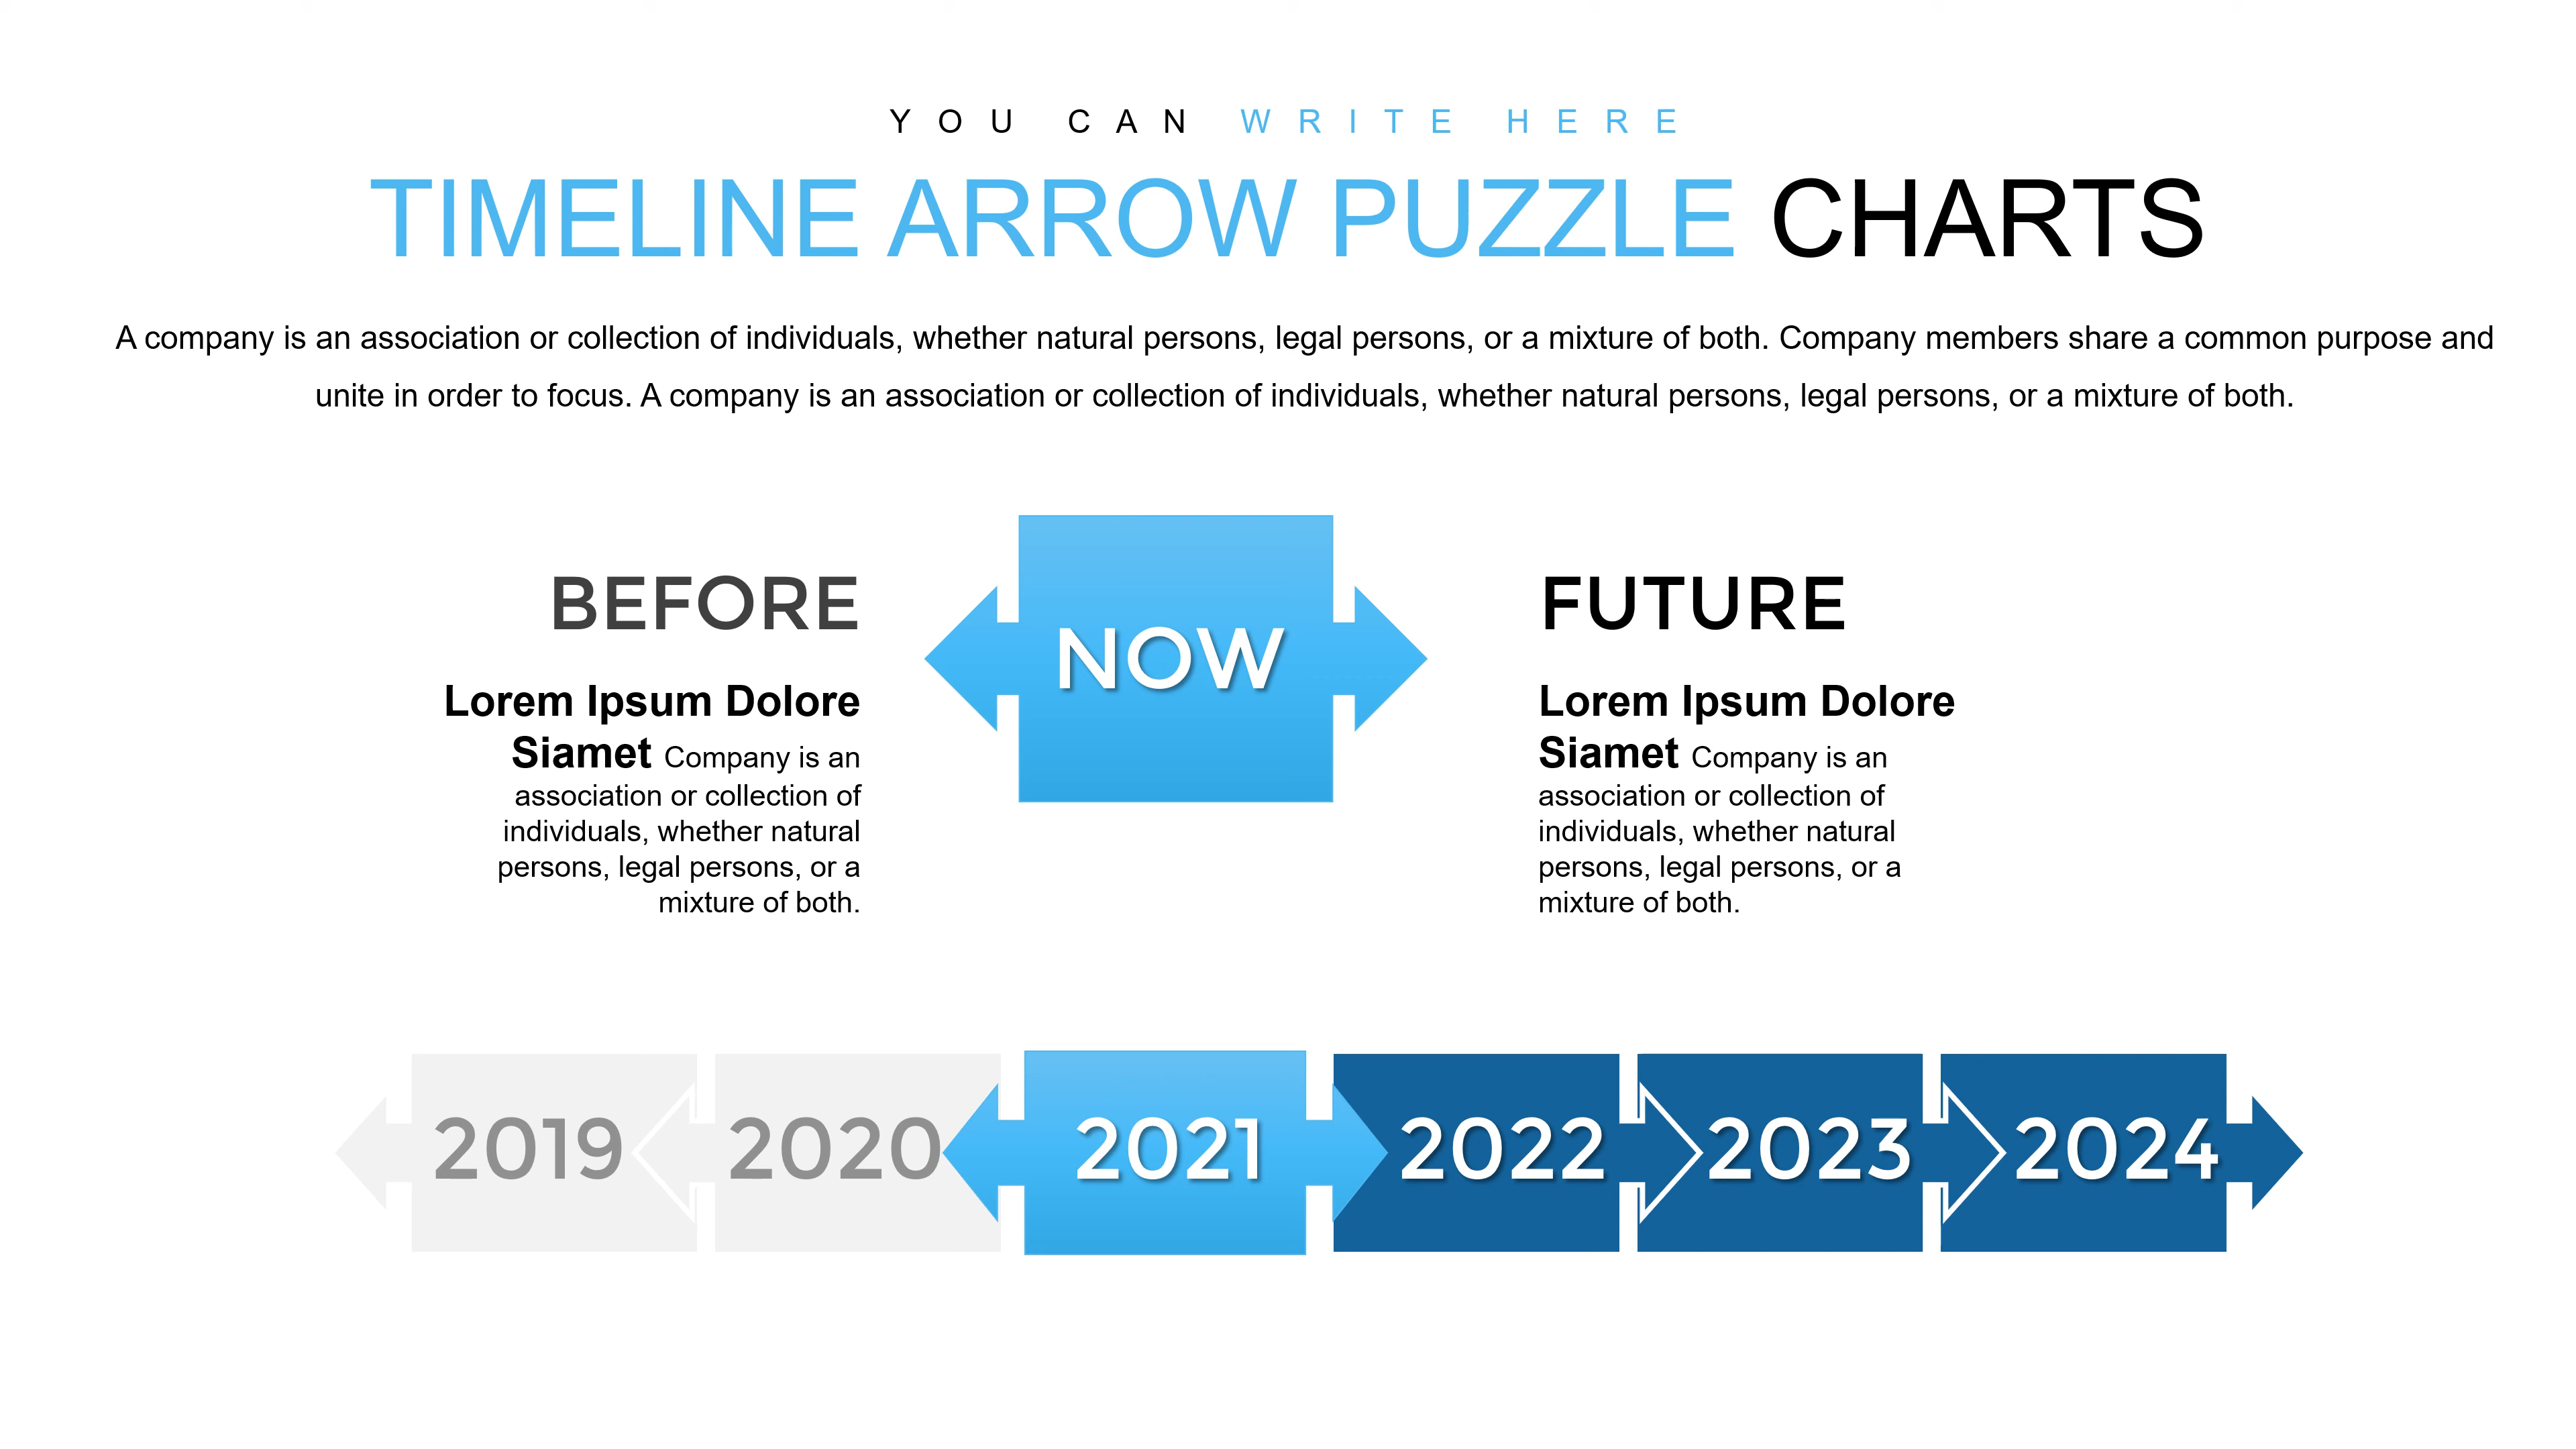 YOU CAN WRITE HERE
TIMELINE ARROW PUZZLE CHARTS
A company is an association or collection of individuals, whether natural persons, legal persons, or a mixture of both. Company members share a common purpose and
unite in order to focus. A company is an association or collection of individuals, whether natural persons, legal persons, or a mixture of both.
BEFORE
Lorem Ipsum Dolore
Siamet Company is an
association or collection of
individuals, whether natural
persons, legal persons, or a
mixture of both.
NOW
FUTURE
Lorem Ipsum Dolore
Siamet Company is an
association or collection of
individuals, whether natural
persons, legal persons, or a
mixture of both.
2019 2020 2021 2022 2023 2024